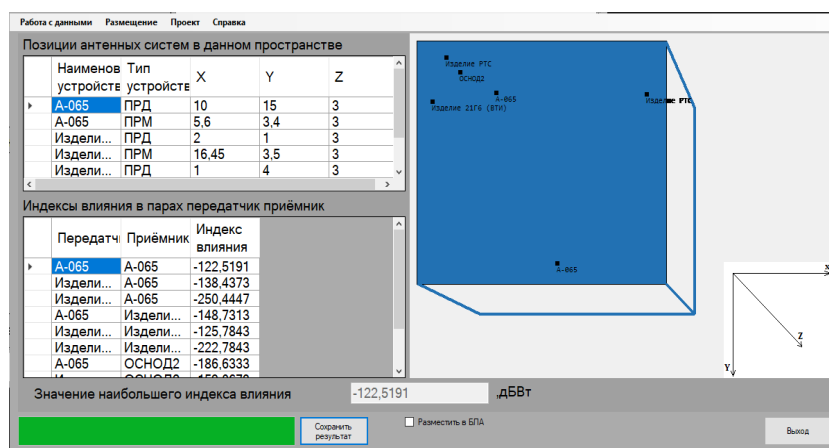 Работа с данными Размещение Проект Справка
Позиции антенных систем в данном пространстве
Наименов Тип X Y Z
устройств устройств
А-065 ПРД 10 15 3
А-065 ПРМ 5,6 3,4 3
Издели... ПРД 2 1 3
Издели... ПРМ 16,45 3,5 3
Издели... ПРД 1 4 3
Индексы влияния в парах передатчик приёмник
Передатчи Приёмник Индекс
влияния
А-065 А-065 -122,5191
Издели... А-065 -138,4373
Издели... А-065 -250,4447
А-065 Издели... -148,7313
Издели... Издели... -125,7843
Издели... Издели... -222,7843
А-065 ОСНОД2 -186,6333
Изделие РТС
ОСНОД2
А-065
Изделие 21Г6 (ВТИ)
Изделие РТС
А-065
X
Z
Y
Значение наибольшего индекса влияния -122,5191 ,дБВт
Сохранить
результат
Разместить в БПА
Выход